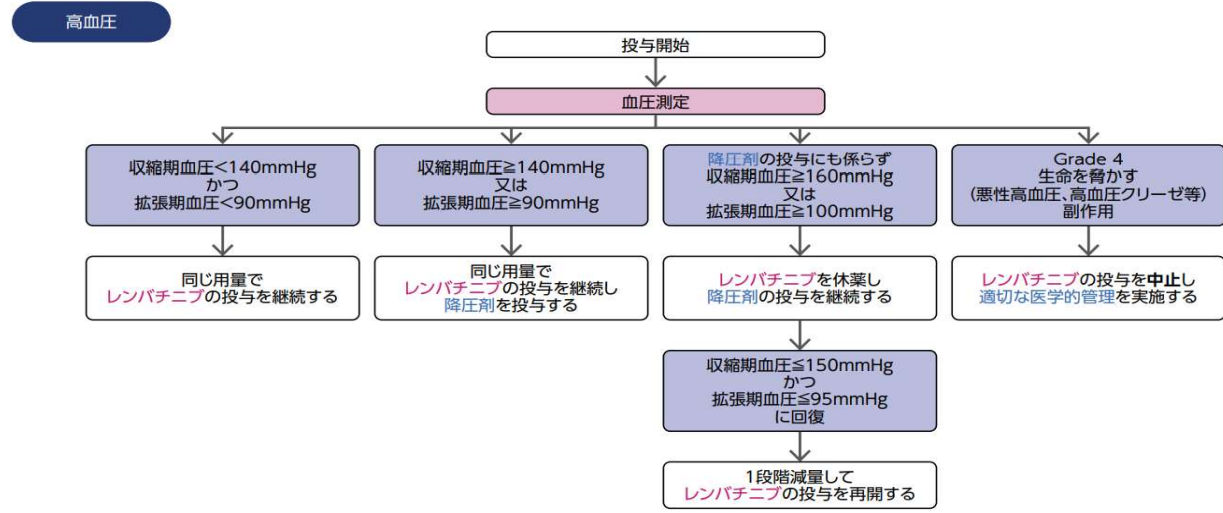 高血圧
投与開始
血圧測定
収縮期血圧<140mmHg
かつ
拡張期血圧<90mmHg
収縮期血圧≧140mmHg
又は
拡張期血圧≧90mmHg
降圧剤の投与にも係らず
収縮期血圧≧160mmHg
又は
拡張期血圧≧100mmHg
Grade 4
生命を脅かす
(悪性高血圧、高血圧クリーゼ等)
副作用
同じ用量で
レンバチニブの投与を継続する
同じ用量で
レンバチニブの投与を継続し
降圧剤を投与する
レンバチニブを休薬し
降圧剤の投与を継続する
レンバチニブの投与を中止し
適切な医学的管理を実施する
収縮期血圧≦150mmHg
かつ
拡張期血圧≦95mmHg
に回復
1段階減量して
レンバチニブの投与を再開する